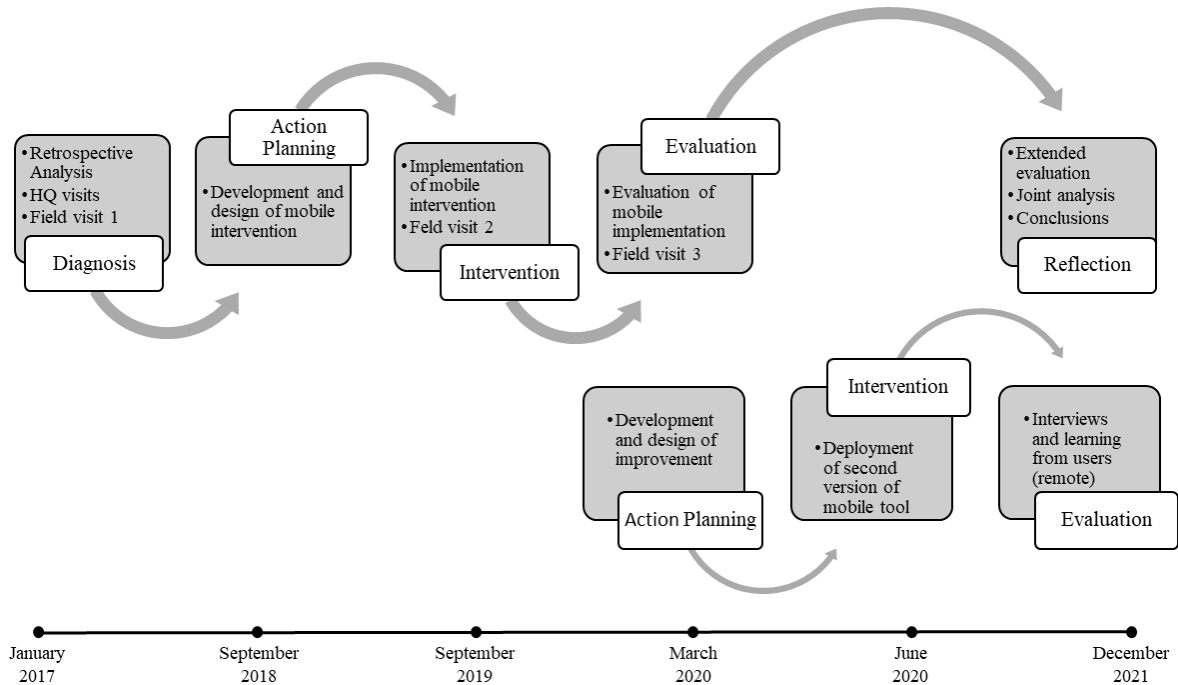 • Retrospective
Analysis
• HQ visits
• Field visit 1
Diagnosis
Action
Planning
• Development and
design of mobile
intervention
• Implementation
of mobile
intervention
• Feld visit 2
Intervention
Evaluation
• Evaluation of
mobile
implementation
• Field visit 3
• Extended
evaluation
• Joint analysis
• Conclusions
Reflection
• Development
and design of
improvement
Action Planning
Intervention
• Deployment
of second
version of
mobile tool
• Interviews
and learning
from users
(remote)
Evaluation
January
2017
September
2018
September
2019
March
2020
June
2020
December
2021